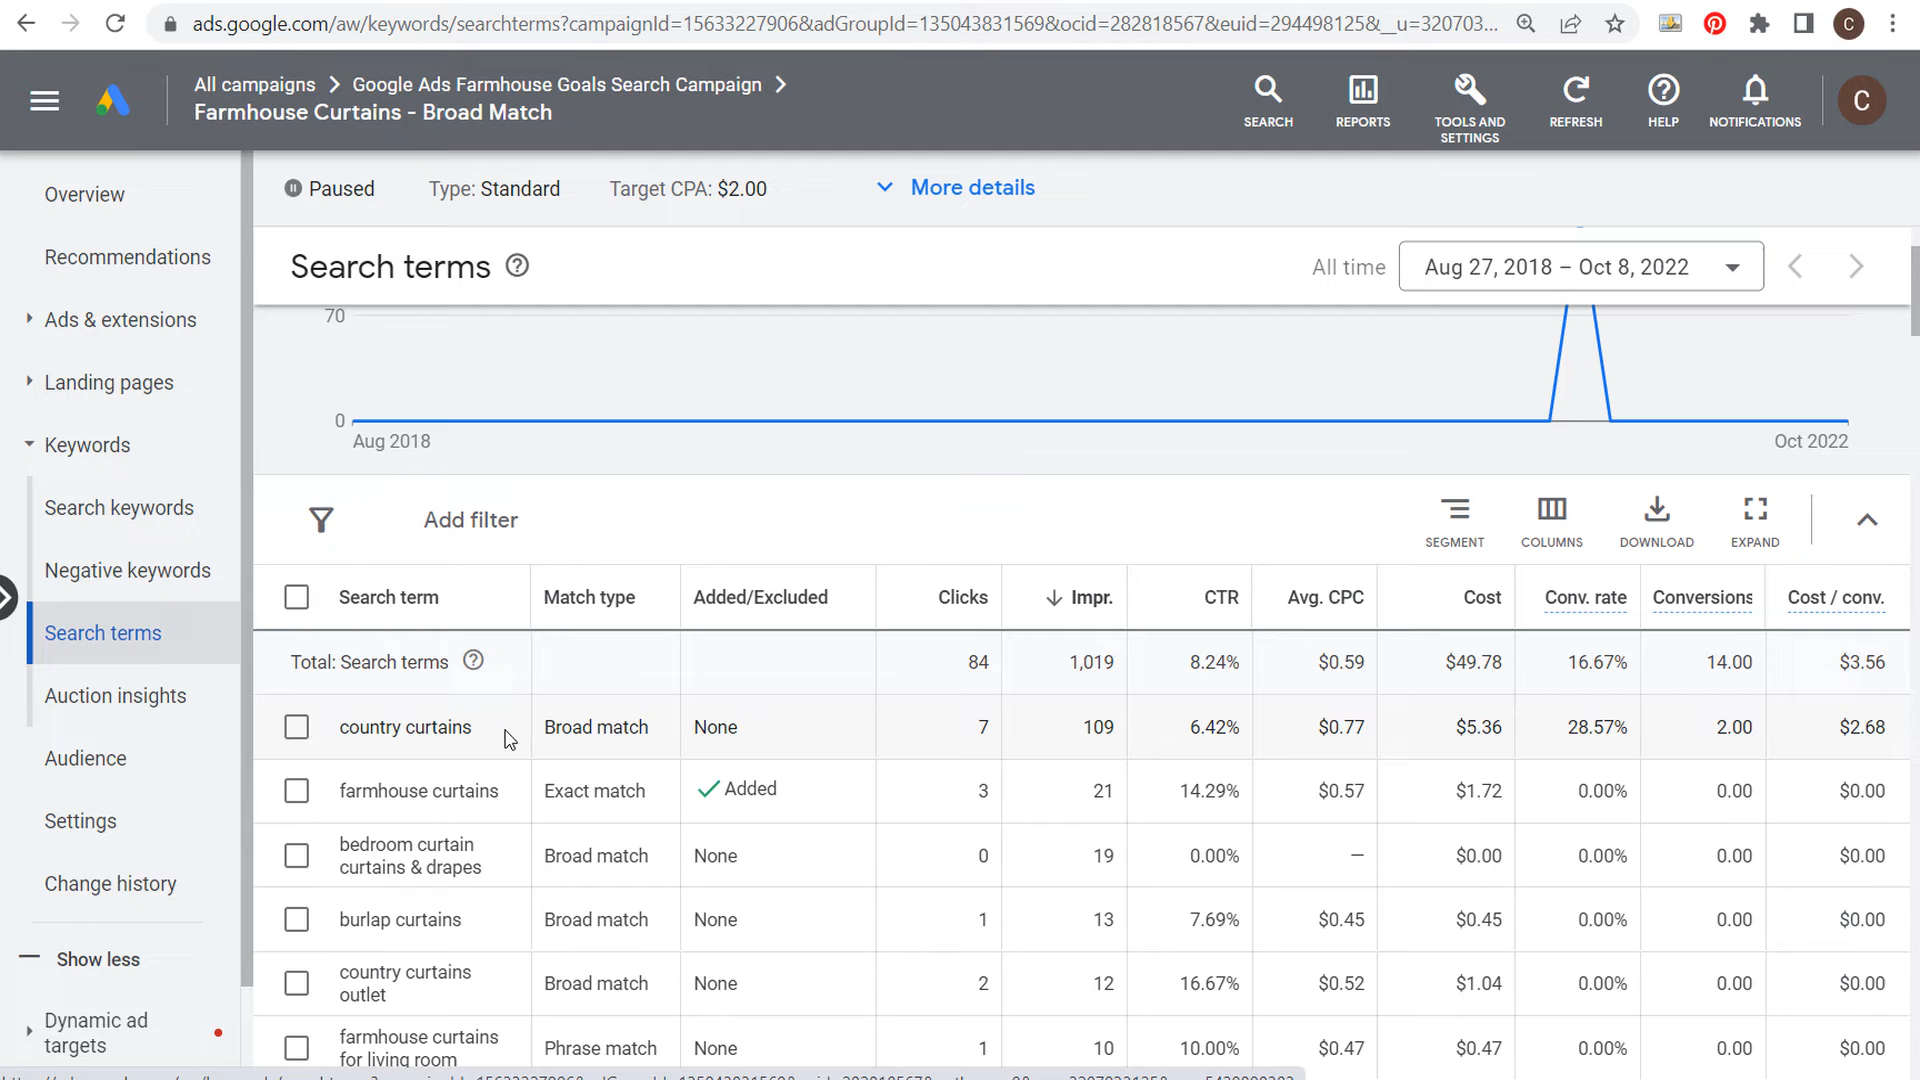 ads.google.com/aw/keywords/searchterms?campaignId=15633227906&adGroupId=135043831569&ocid=282818567&euid=294498125&__u=320703...
C
All campaigns > Google Ads Farmhouse Goals Search Campaign >
Farmhouse Curtains - Broad Match
SEARCH
REPORTS
TOOLS AND
SETTINGS
REFRESH
HELP
NOTIFICATIONS
C
Overview
Recommendations
Ads & extensions
Landing pages
Keywords
Search keywords
Negative keywords
Search terms
Auction insights
Audience
Settings
Change history
Show less
Dynamic ad
targets
Paused Type: Standard Target CPA: $2.00 More details
Search terms All time Aug 27, 2018 – Oct 8, 2022
70
0
Aug 2018 Oct 2022
Add filter SEGMENT COLUMNS DOWNLOAD EXPAND
Search term Match type Added/Excluded Clicks Impr. CTR Avg. CPC Cost Conv. rate Conversions Cost / conv.
Total: Search terms 84 1,019 8.24% $0.59 $49.78 16.67% 14.00 $3.56
country curtains Broad match None 7 109 6.42% $0.77 $5.36 28.57% 2.00 $2.68
farmhouse curtains Exact match Added 3 21 14.29% $0.57 $1.72 0.00% 0.00 $0.00
bedroom curtain
curtains & drapes Broad match None 0 19 0.00% — $0.00 0.00% 0.00 $0.00
burlap curtains Broad match None 1 13 7.69% $0.45 $0.45 0.00% 0.00 $0.00
country curtains
outlet Broad match None 2 12 16.67% $0.52 $1.04 0.00% 0.00 $0.00
farmhouse curtains
for living room Phrase match None 1 10 10.00% $0.47 $0.47 0.00% 0.00 $0.00